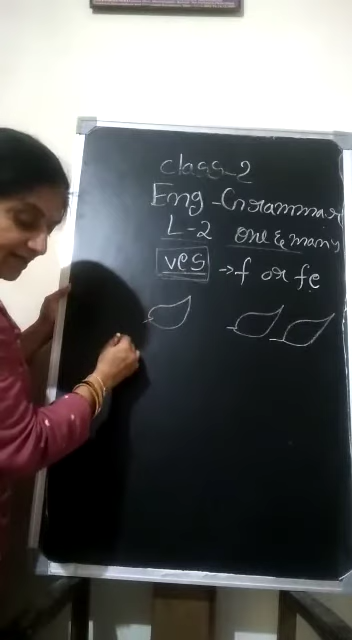 class-2
Eng-Grammar
L-2 one & many
ves → f or fe